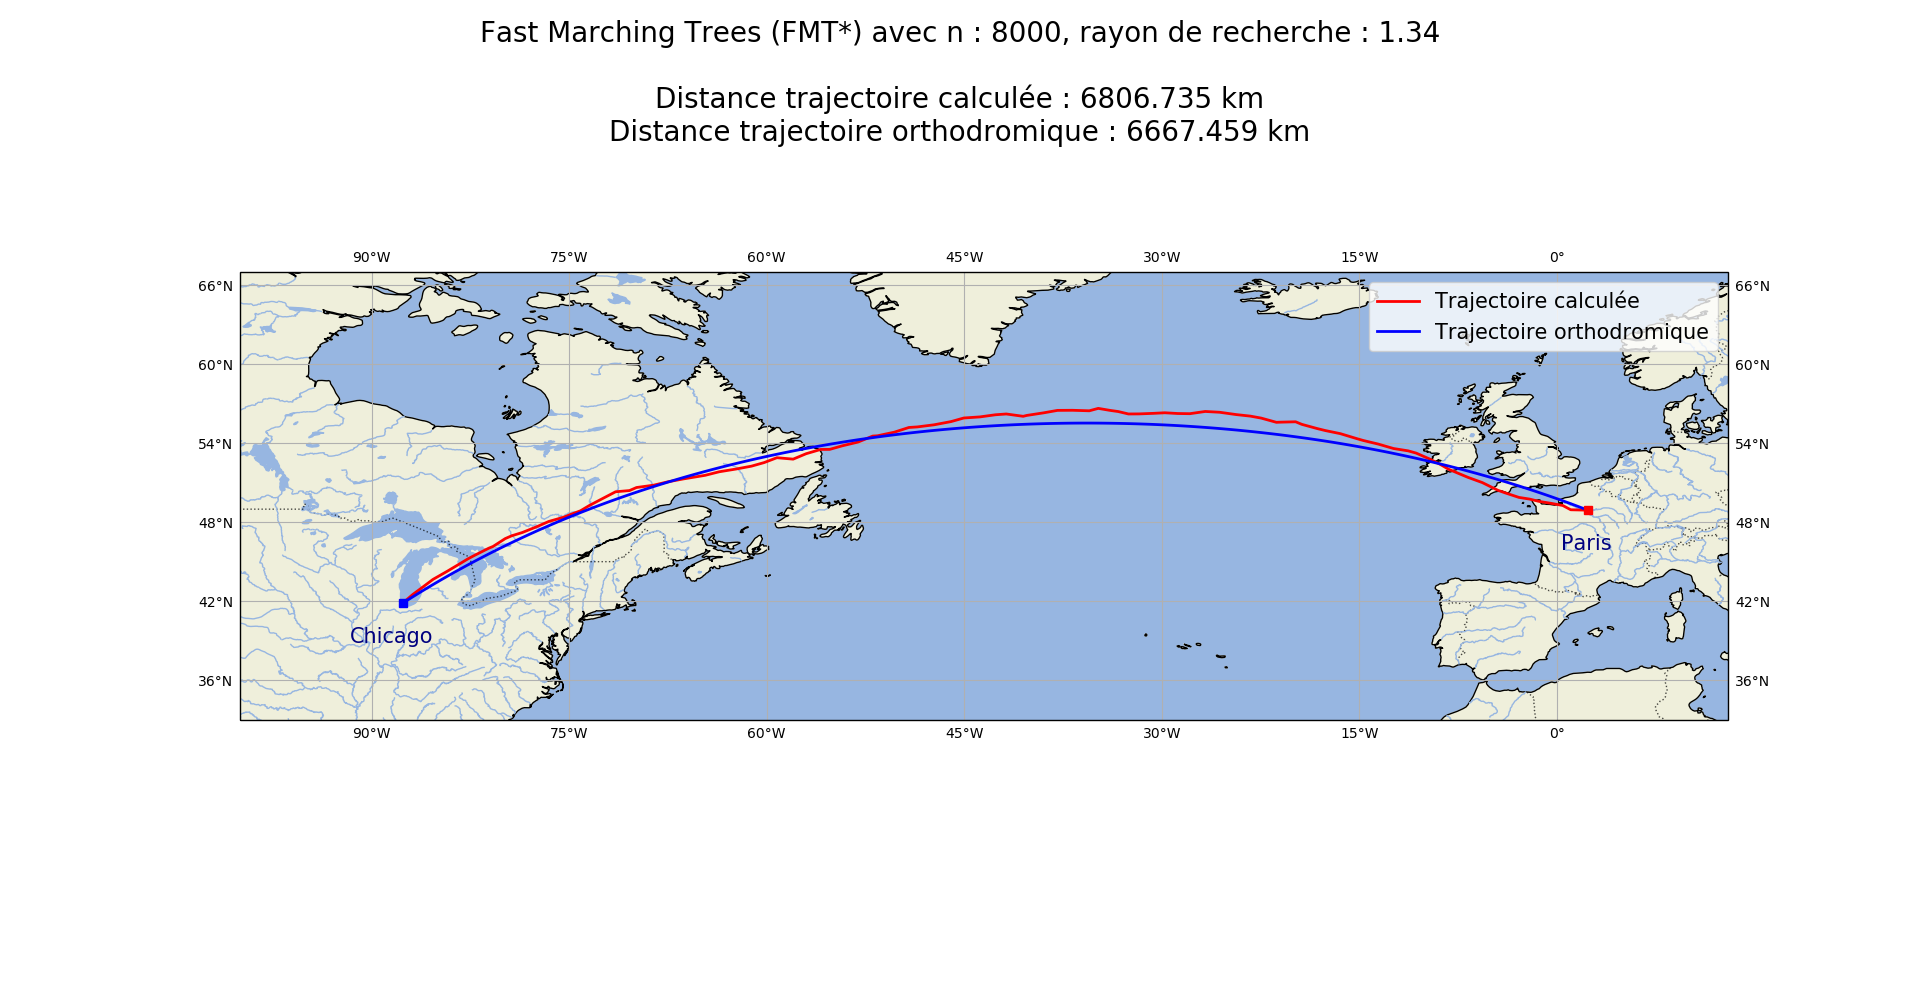 Fast Marching Trees (FMT*) avec n : 8000, rayon de recherche : 1.34
Distance trajectoire calculée : 6806.735 km
Distance trajectoire orthodromique : 6667.459 km
90°W 75°W 60°W 45°W 30°W 15°W 0°
66°N 66°N
Trajectoire calculée
Trajectoire orthodromique
60°N 60°N
54°N 54°N
48°N 48°N
Paris
42°N 42°N
Chicago
36°N 36°N
90°W 75°W 60°W 45°W 30°W 15°W 0°